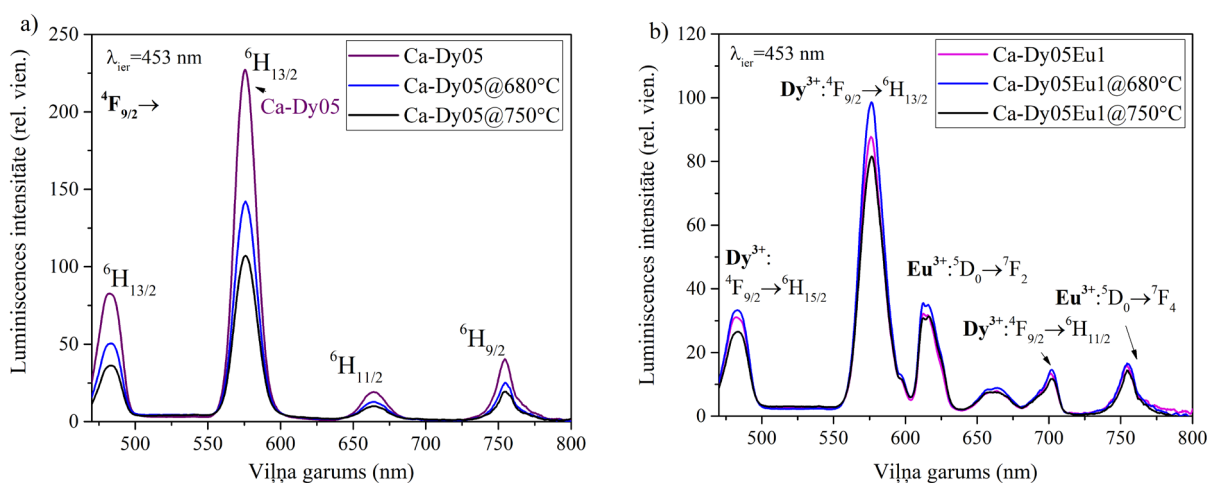 a)
250
200
150
100
50
0
Luminiscences intensitāte (rel. vien.)
λier=453 nm
⁴F9/2→
⁶H13/2
⁶H13/2
Ca-Dy05
⁶H11/2
⁶H9/2
Ca-Dy05
Ca-Dy05@680°C
Ca-Dy05@750°C
500 550 600 650 700 750 800
Viļņa garums (nm)
b)
120
100
80
60
40
20
0
Luminiscences intensitāte (rel. vien.)
λier=453 nm
Dy³⁺:⁴F9/2→⁶H13/2
Ca-Dy05Eu1
Ca-Dy05Eu1@680°C
Ca-Dy05Eu1@750°C
Dy³⁺:
⁴F9/2→⁶H15/2
Eu³⁺:⁵D0→⁷F2
Eu³⁺:⁵D0→⁷F4
Dy³⁺:⁴F9/2→⁶H11/2
500 550 600 650 700 750 800
Viļņa garums (nm)